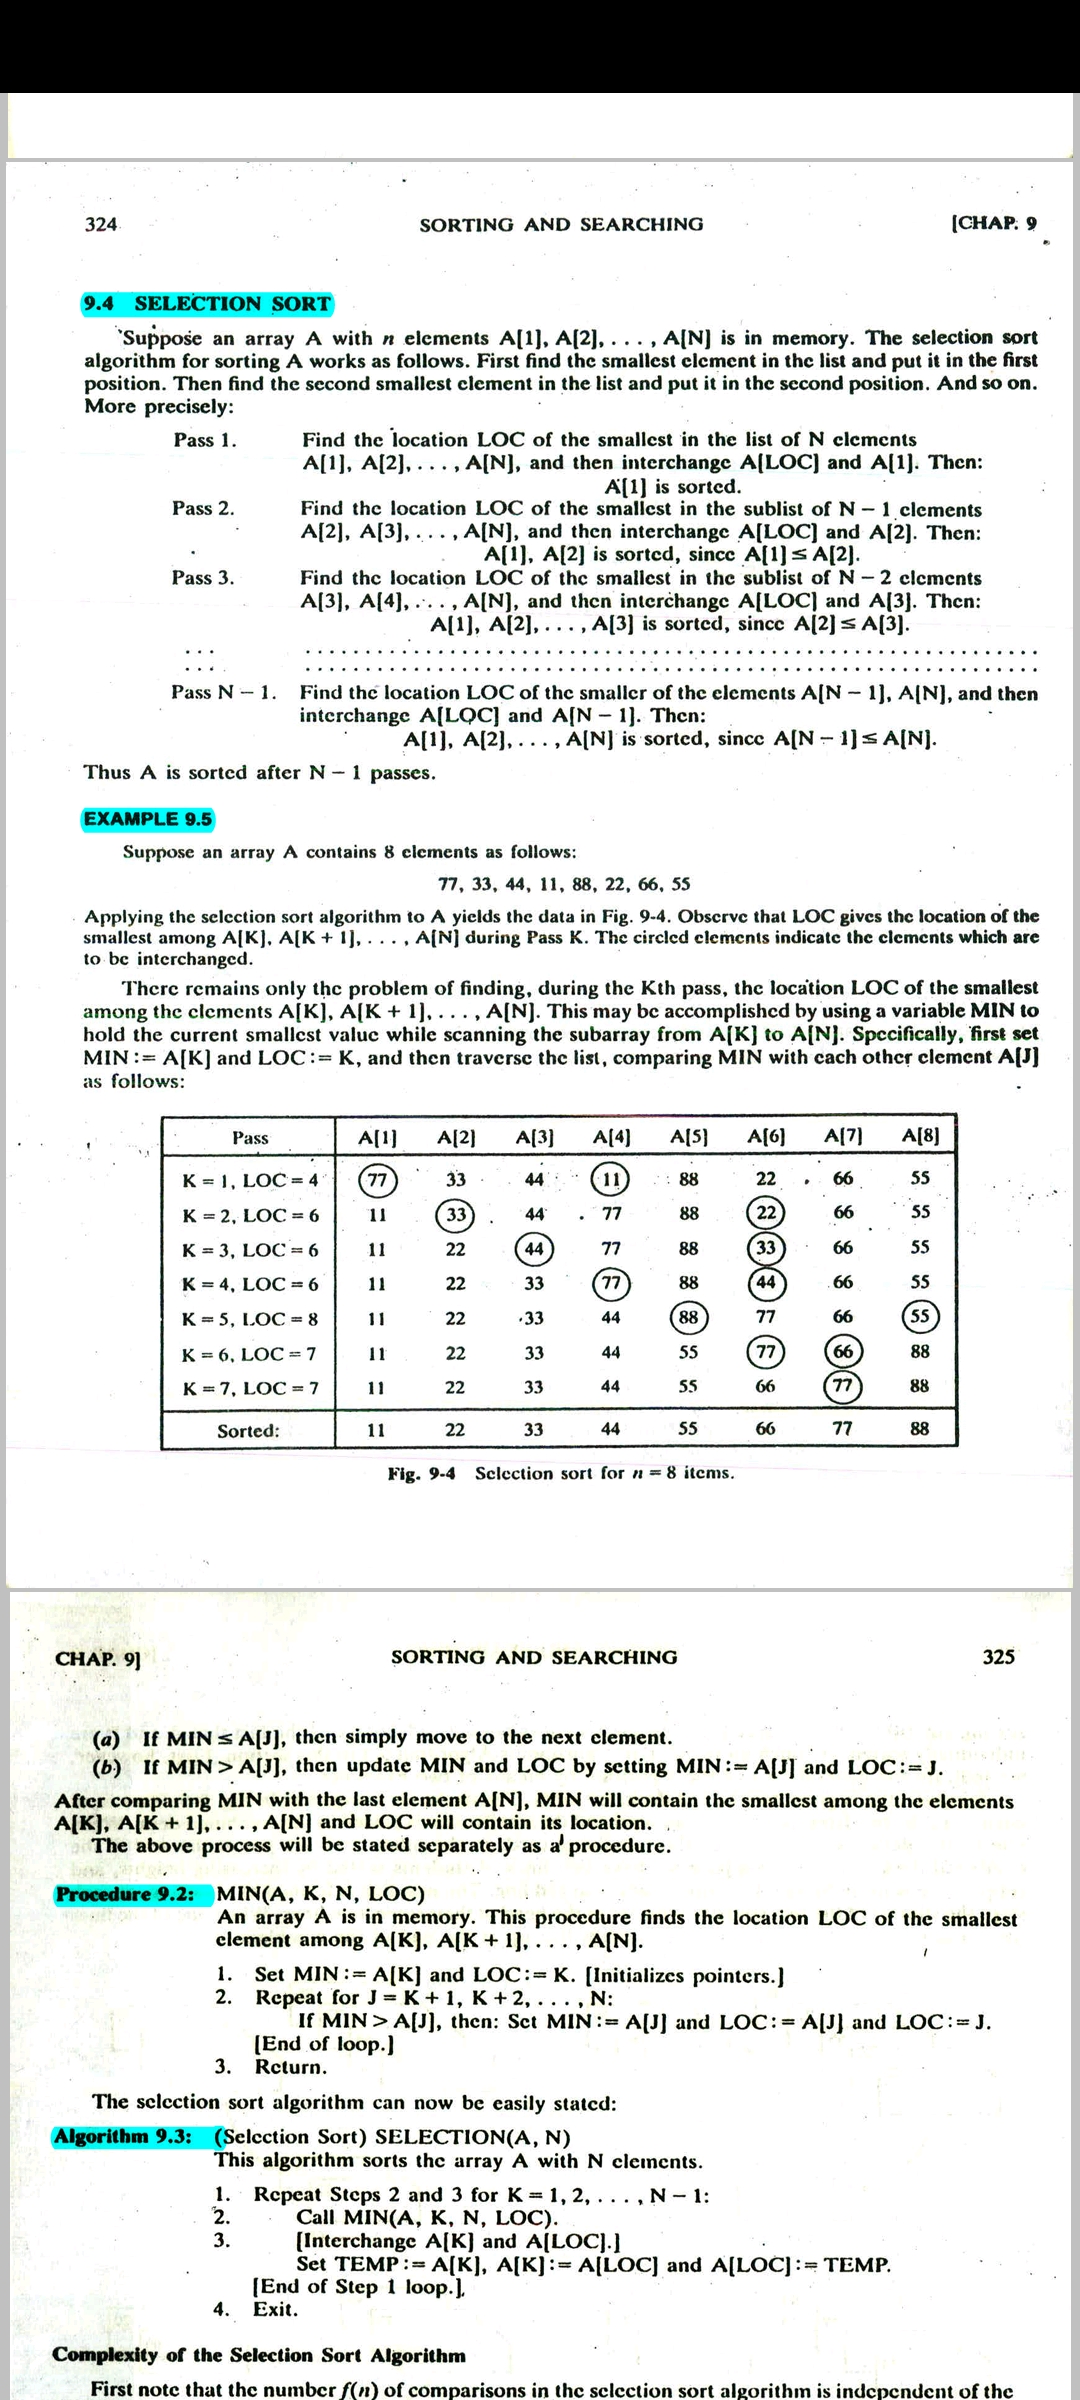 324 SORTING AND SEARCHING [CHAP. 9
9.4 SELECTION SORT
Suppose an array A with n elements A[1], A[2], . . . , A[N] is in memory. The selection sort
algorithm for sorting A works as follows. First find the smallest element in the list and put it in the first
position. Then find the second smallest element in the list and put it in the second position. And so on.
More precisely:
Pass 1. Find the location LOC of the smallest in the list of N elements
A[1], A[2], . . . , A[N], and then interchange A[LOC] and A[1]. Then:
A[1] is sorted.
Pass 2. Find the location LOC of the smallest in the sublist of N − 1 elements
A[2], A[3], . . . , A[N], and then interchange A[LOC] and A[2]. Then:
A[1], A[2] is sorted, since A[1] ≤ A[2].
Pass 3. Find the location LOC of the smallest in the sublist of N − 2 elements
A[3], A[4], . . . , A[N], and then interchange A[LOC] and A[3]. Then:
A[1], A[2], . . . , A[3] is sorted, since A[2] ≤ A[3].
. . . . . . . . . . . . . . . . . . . . . . . . . . . . . . . . . . . . . . . . . .
. . . . . . . . . . . . . . . . . . . . . . . . . . . . . . . . . . . . . . . . . .
Pass N − 1. Find the location LOC of the smaller of the elements A[N − 1], A[N], and then
interchange A[LOC] and A[N − 1]. Then:
A[1], A[2], . . . , A[N] is sorted, since A[N − 1] ≤ A[N].
Thus A is sorted after N − 1 passes.
EXAMPLE 9.5
Suppose an array A contains 8 elements as follows:
77, 33, 44, 11, 88, 22, 66, 55
Applying the selection sort algorithm to A yields the data in Fig. 9-4. Observe that LOC gives the location of the
smallest among A[K], A[K + 1], . . . , A[N] during Pass K. The circled elements indicate the elements which are
to be interchanged.
There remains only the problem of finding, during the Kth pass, the location LOC of the smallest
among the elements A[K], A[K + 1], . . . , A[N]. This may be accomplished by using a variable MIN to
hold the current smallest value while scanning the subarray from A[K] to A[N]. Specifically, first set
MIN := A[K] and LOC := K, and then traverse the list, comparing MIN with each other element A[J]
as follows:
Pass A[1] A[2] A[3] A[4] A[5] A[6] A[7] A[8]
K = 1, LOC = 4 77 33 44 11 88 22 66 55
K = 2, LOC = 6 11 33 44 77 88 22 66 55
K = 3, LOC = 6 11 22 44 77 88 33 66 55
K = 4, LOC = 6 11 22 33 77 88 44 66 55
K = 5, LOC = 8 11 22 33 44 88 77 66 55
K = 6, LOC = 7 11 22 33 44 55 77 66 88
K = 7, LOC = 7 11 22 33 44 55 66 77 88
Sorted: 11 22 33 44 55 66 77 88
Fig. 9-4 Selection sort for n = 8 items.
CHAP. 9] SORTING AND SEARCHING 325
(a) If MIN ≤ A[J], then simply move to the next element.
(b) If MIN > A[J], then update MIN and LOC by setting MIN := A[J] and LOC := J.
After comparing MIN with the last element A[N], MIN will contain the smallest among the elements
A[K], A[K + 1], . . . , A[N] and LOC will contain its location.
The above process will be stated separately as a procedure.
Procedure 9.2: MIN(A, K, N, LOC)
An array A is in memory. This procedure finds the location LOC of the smallest
element among A[K], A[K + 1], . . . , A[N].
1. Set MIN := A[K] and LOC := K. [Initializes pointers.]
2. Repeat for J = K + 1, K + 2, . . . , N:
If MIN > A[J], then: Set MIN := A[J] and LOC := A[J] and LOC := J.
[End of loop.]
3. Return.
The selection sort algorithm can now be easily stated:
Algorithm 9.3: (Selection Sort) SELECTION(A, N)
This algorithm sorts the array A with N elements.
1. Repeat Steps 2 and 3 for K = 1, 2, . . . , N − 1:
2. Call MIN(A, K, N, LOC).
3. [Interchange A[K] and A[LOC].]
Set TEMP := A[K], A[K] := A[LOC] and A[LOC] := TEMP.
[End of Step 1 loop.]
4. Exit.
Complexity of the Selection Sort Algorithm
First note that the number f(n) of comparisons in the selection sort algorithm is independent of the